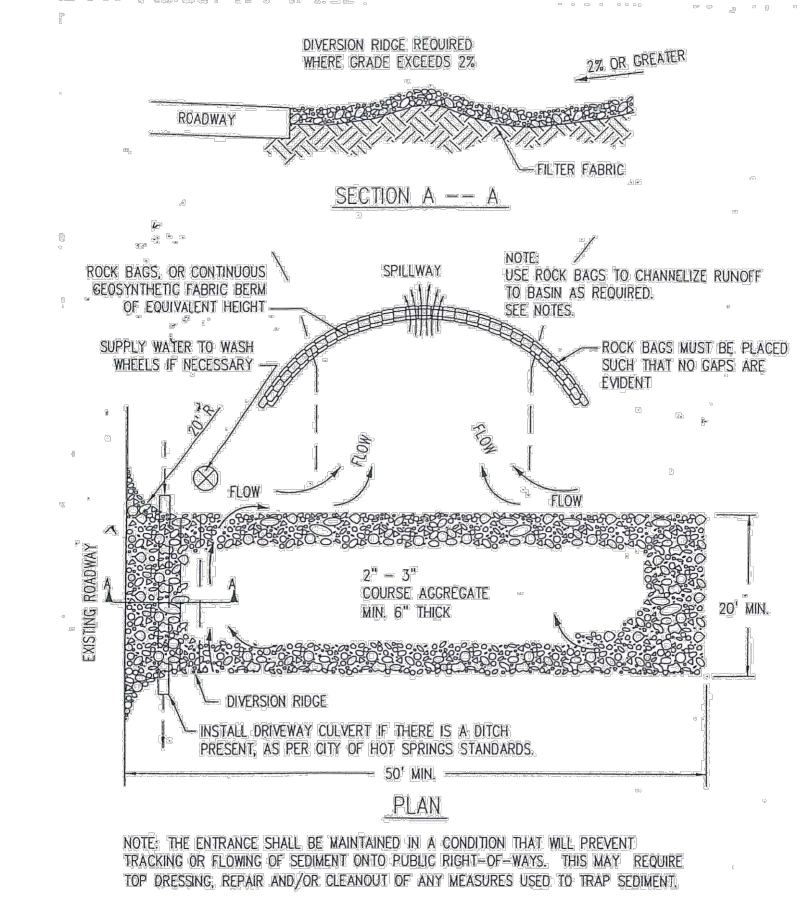 DIVERSION RIDGE REQUIRED
WHERE GRADE EXCEEDS 2%
2% OR GREATER
ROADWAY
FILTER FABRIC
SECTION A -- A
ROCK BAGS, OR CONTINUOUS
GEOSYNTHETIC FABRIC BERM
OF EQUIVALENT HEIGHT
SPILLWAY
NOTE:
USE ROCK BAGS TO CHANNELIZE RUNOFF
TO BASIN AS REQUIRED.
SEE NOTES.
SUPPLY WATER TO WASH
WHEELS IF NECESSARY
ROCK BAGS MUST BE PLACED
SUCH THAT NO GAPS ARE
EVIDENT
20' R
FLOW
FLOW
FLOW
FLOW
EXISTING ROADWAY
A
A
2" - 3"
COURSE AGGREGATE
MIN. 6" THICK
20' MIN.
DIVERSION RIDGE
INSTALL DRIVEWAY CULVERT IF THERE IS A DITCH
PRESENT, AS PER CITY OF HOT SPRINGS STANDARDS.
50' MIN.
PLAN
NOTE: THE ENTRANCE SHALL BE MAINTAINED IN A CONDITION THAT WILL PREVENT
TRACKING OR FLOWING OF SEDIMENT ONTO PUBLIC RIGHT-OF-WAYS. THIS MAY REQUIRE
TOP DRESSING, REPAIR AND/OR CLEANOUT OF ANY MEASURES USED TO TRAP SEDIMENT.